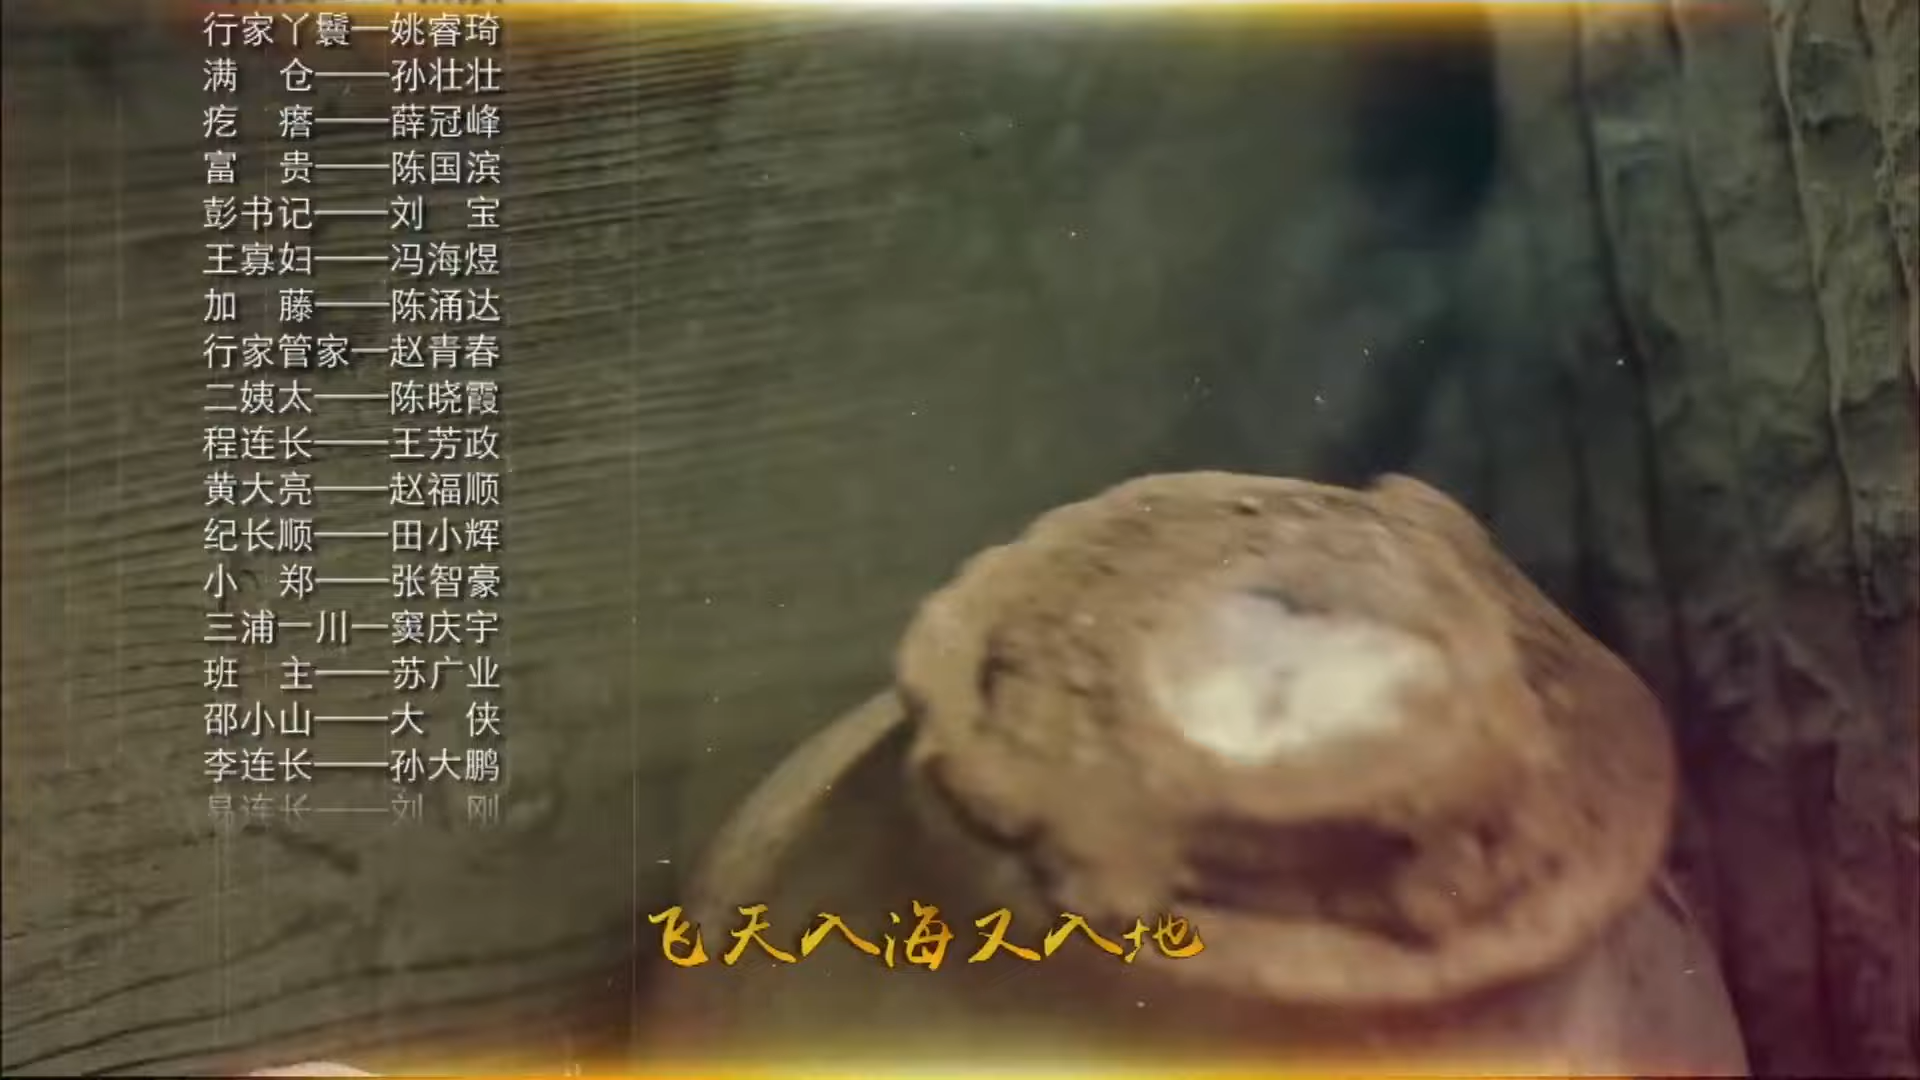 行家丫鬟—姚睿琦
满　仓——孙壮壮
疙　瘩——薛冠峰
富　贵——陈国滨
彭书记——刘　宝
王寡妇——冯海煜
加　藤——陈涌达
行家管家—赵青春
二姨太——陈晓霞
程连长——王芳政
黄大亮——赵福顺
纪长顺——田小辉
小　郑——张智豪
三浦一川—窦庆宇
班　主——苏广业
邵小山——大　侠
李连长——孙大鹏
易连长——刘　刚
飞天入海又入地